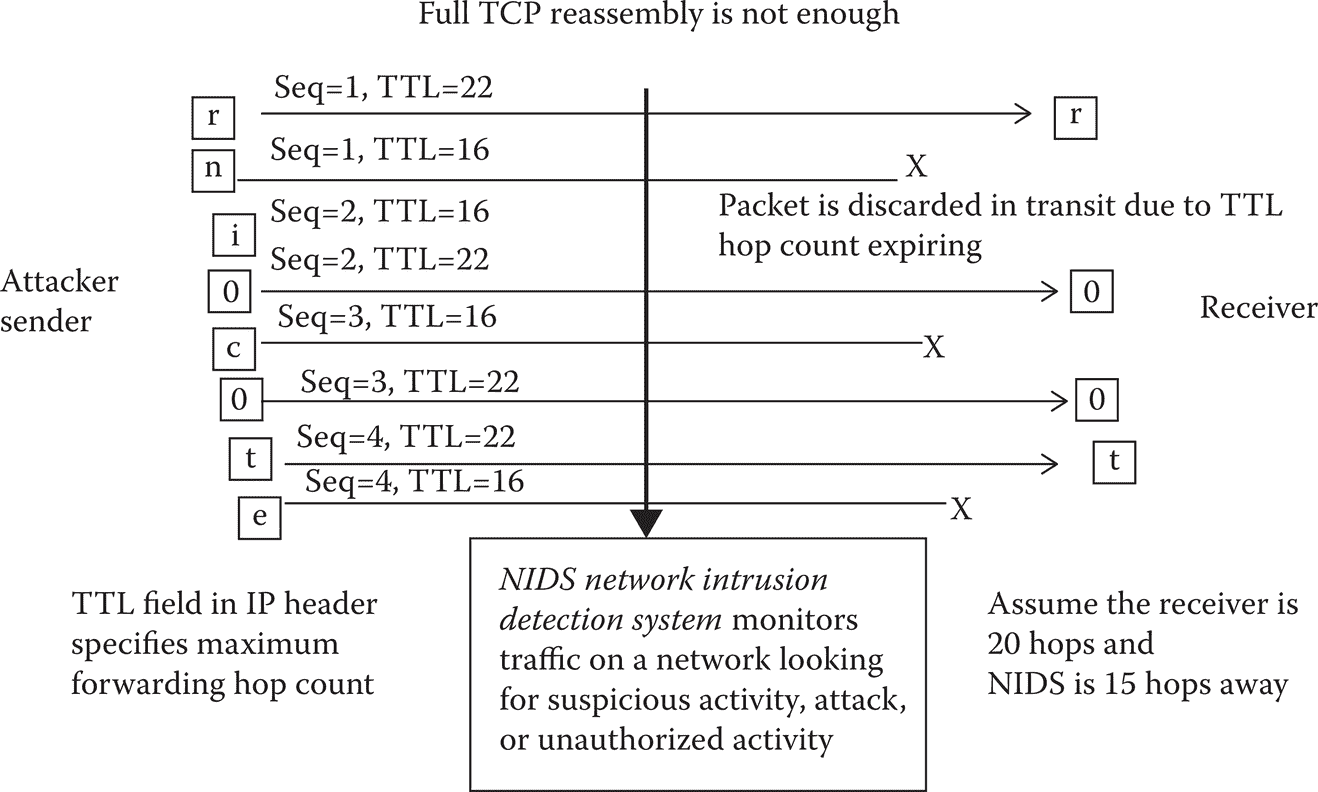 Full TCP reassembly is not enough
Seq=1, TTL=22
r
r
Seq=1, TTL=16
n
X
Seq=2, TTL=16
i
Packet is discarded in transit due to TTL
hop count expiring
Seq=2, TTL=22
0
0
Attacker
sender
Receiver
Seq=3, TTL=16
c
X
Seq=3, TTL=22
0
0
Seq=4, TTL=22
t
t
Seq=4, TTL=16
e
X
TTL field in IP header
specifies maximum
forwarding hop count
NIDS network intrusion
detection system monitors
traffic on a network looking
for suspicious activity, attack,
or unauthorized activity
Assume the receiver is
20 hops and
NIDS is 15 hops away